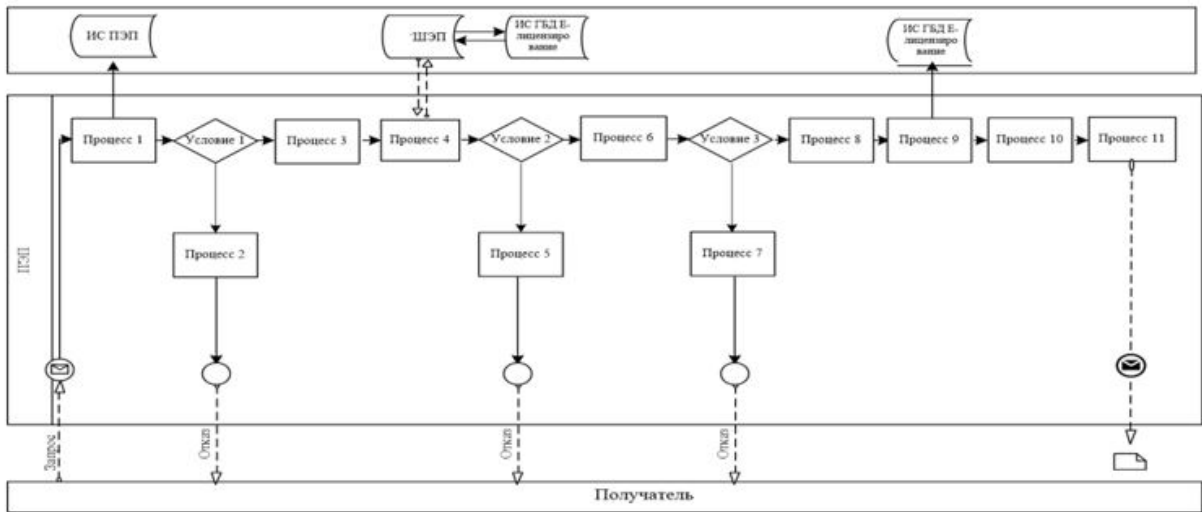 ИС ПЭП
ШЭП
ИС ГБД Е-
лицензиро
вание
ИС ГБД Е-
лицензиро
вание
ПЭП
Процесс 1
Условие 1
Процесс 3
Процесс 4
Условие 2
Процесс 6
Условие 3
Процесс 8
Процесс 9
Процесс 10
Процесс 11
Процесс 2
Процесс 5
Процесс 7
Запрос
Отказ
Отказ
Отказ
Получатель